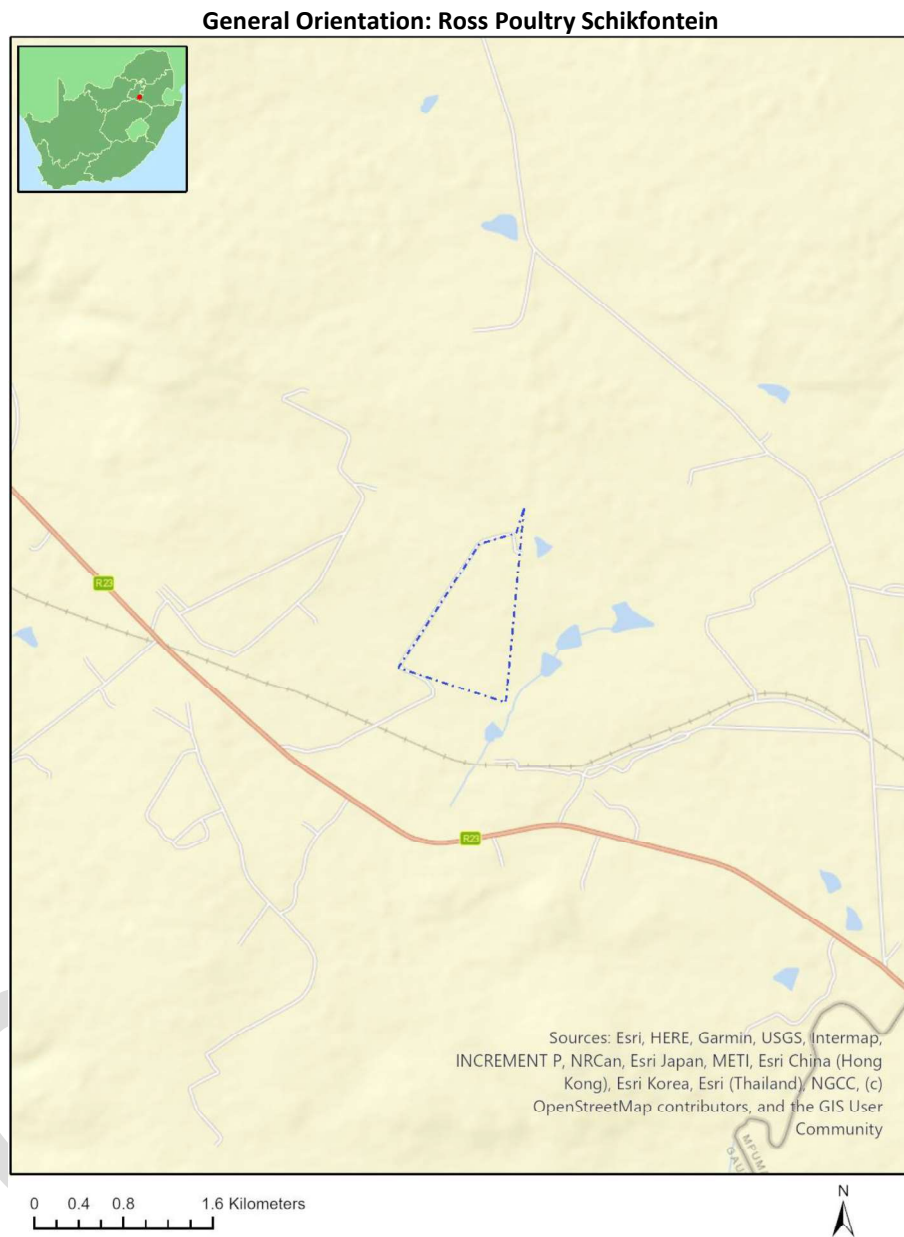 General Orientation: Ross Poultry Schikfontein
R23
R23
Sources: Esri, HERE, Garmin, USGS, Intermap,
INCREMENT P, NRCan, Esri Japan, METI, Esri China (Hong
Kong), Esri Korea, Esri (Thailand), NGCC, (c)
OpenStreetMap contributors, and the GIS User
Community
MPUMA
GAU
0 0.4 0.8 1.6 Kilometers
N